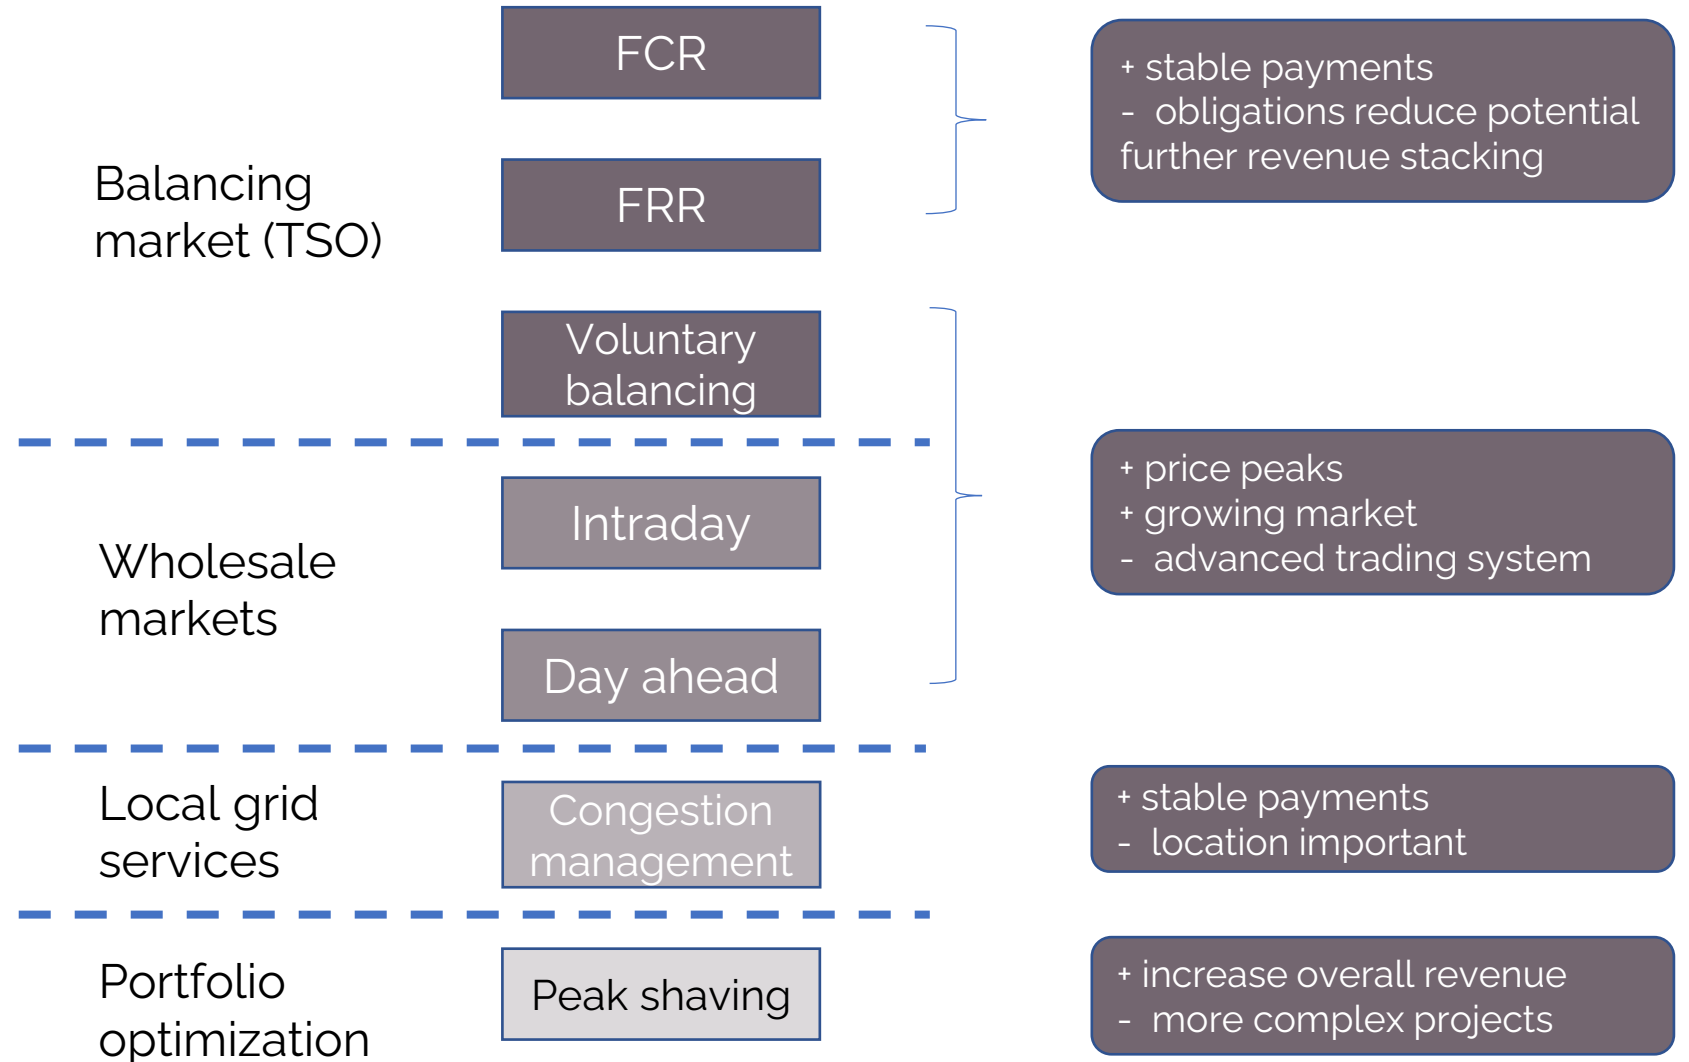 FCR
+ stable payments
- obligations reduce potential
further revenue stacking
Balancing
market (TSO)
FRR
Voluntary
balancing
+ price peaks
+ growing market
- advanced trading system
Intraday
Wholesale
markets
Day ahead
Local grid
services
Congestion
management
+ stable payments
- location important
Portfolio
optimization
Peak shaving
+ increase overall revenue
- more complex projects